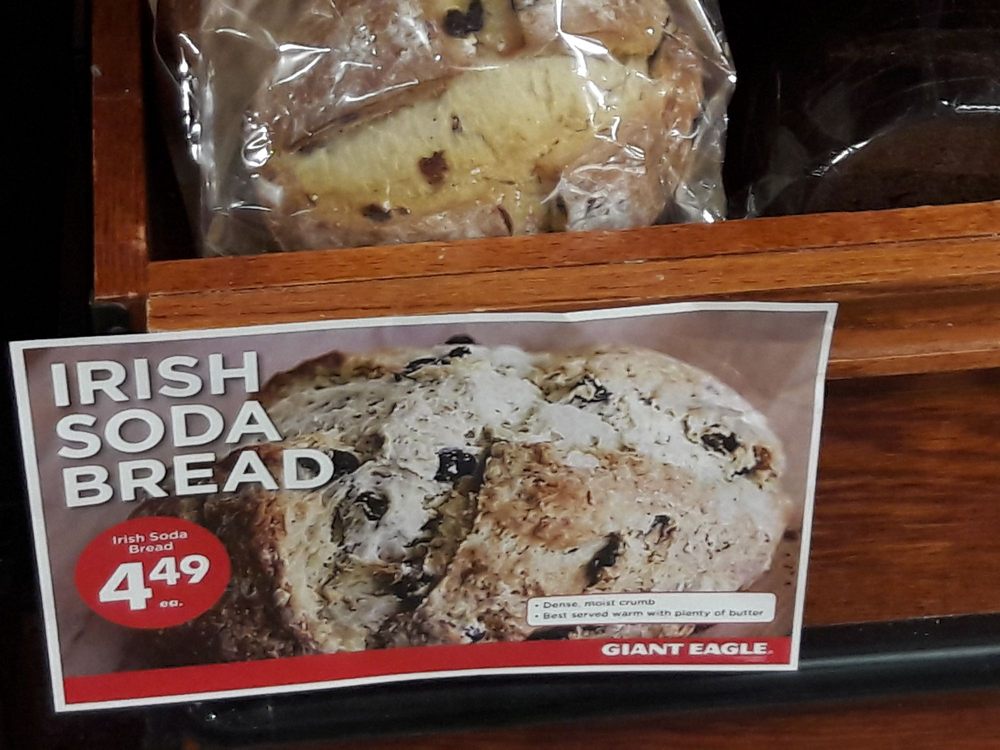 IRISH
SODA
BREAD
Irish Soda
Bread
4 49
ea.
• Dense, moist crumb
• Best served warm with plenty of butter
GIANT EAGLE